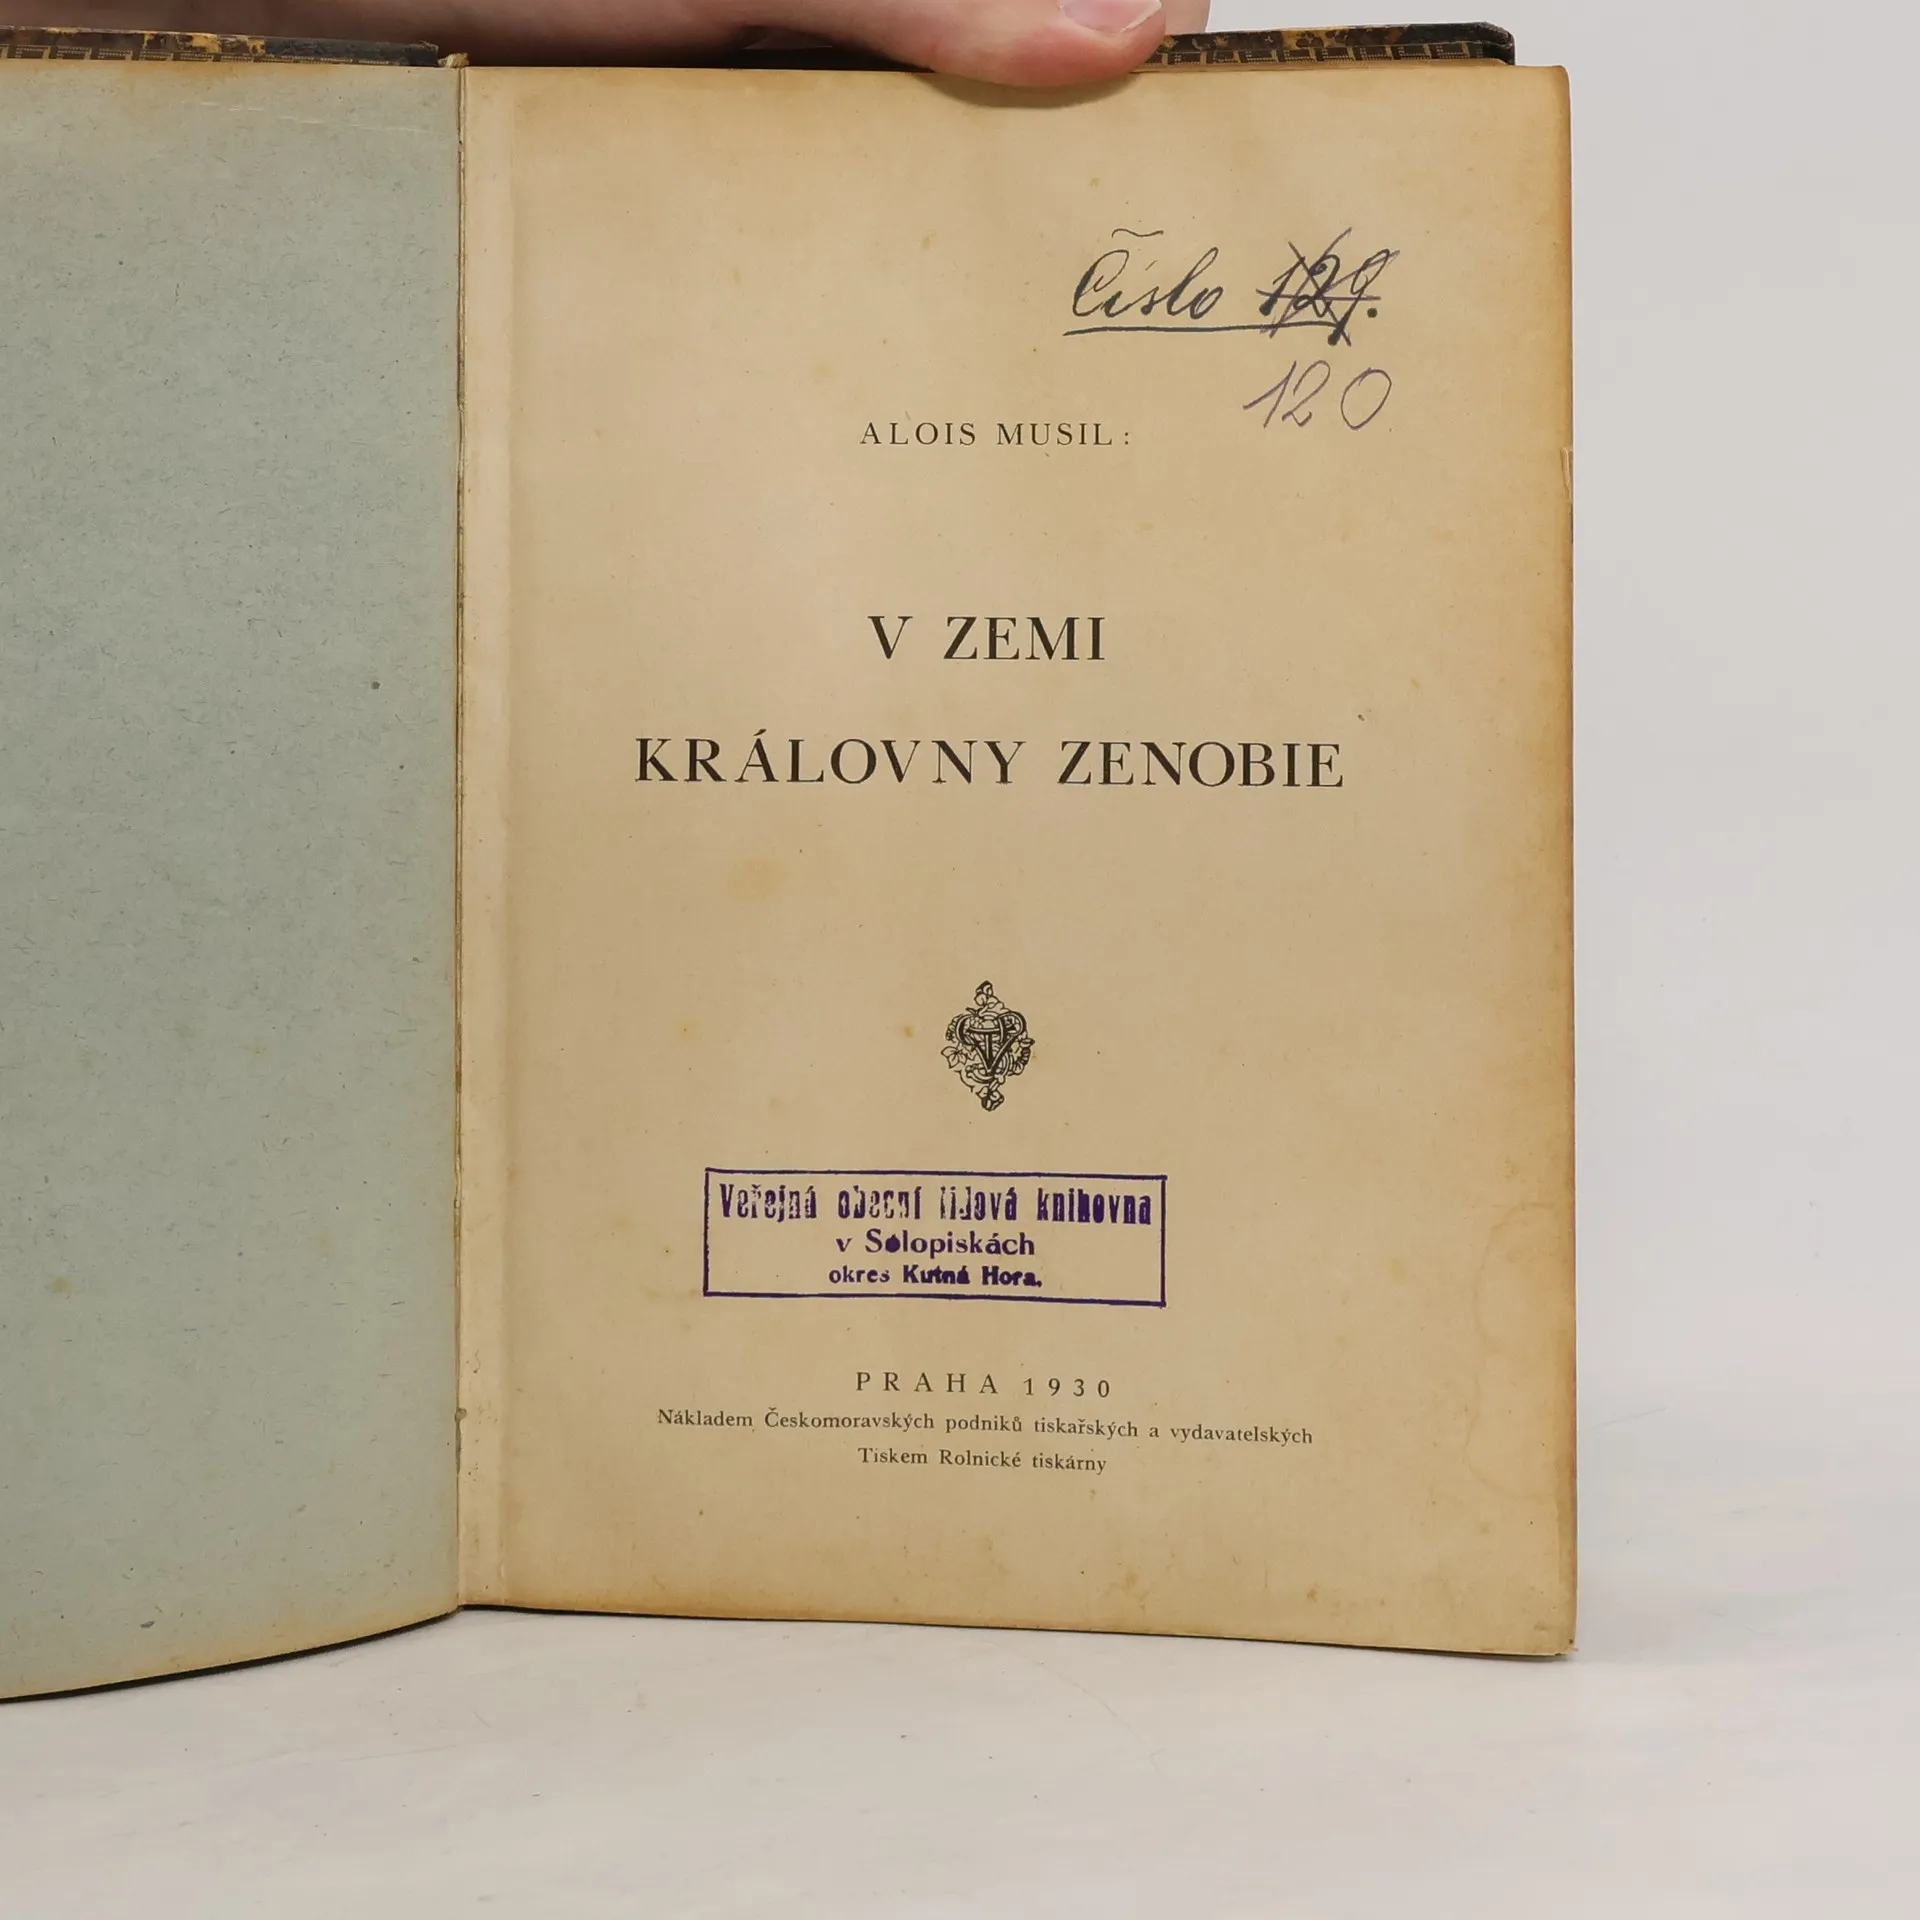 Číslo 129.
120
ALOIS MUSIL:
V ZEMI
KRÁLOVNY ZENOBIE
Veřejná obecní lidová knihovna
v Solopiskách
okres Kutná Hora.
PRAHA 1930
Nákladem Českomoravských podniků tiskařských a vydavatelských
Tiskem Rolnické tiskárny